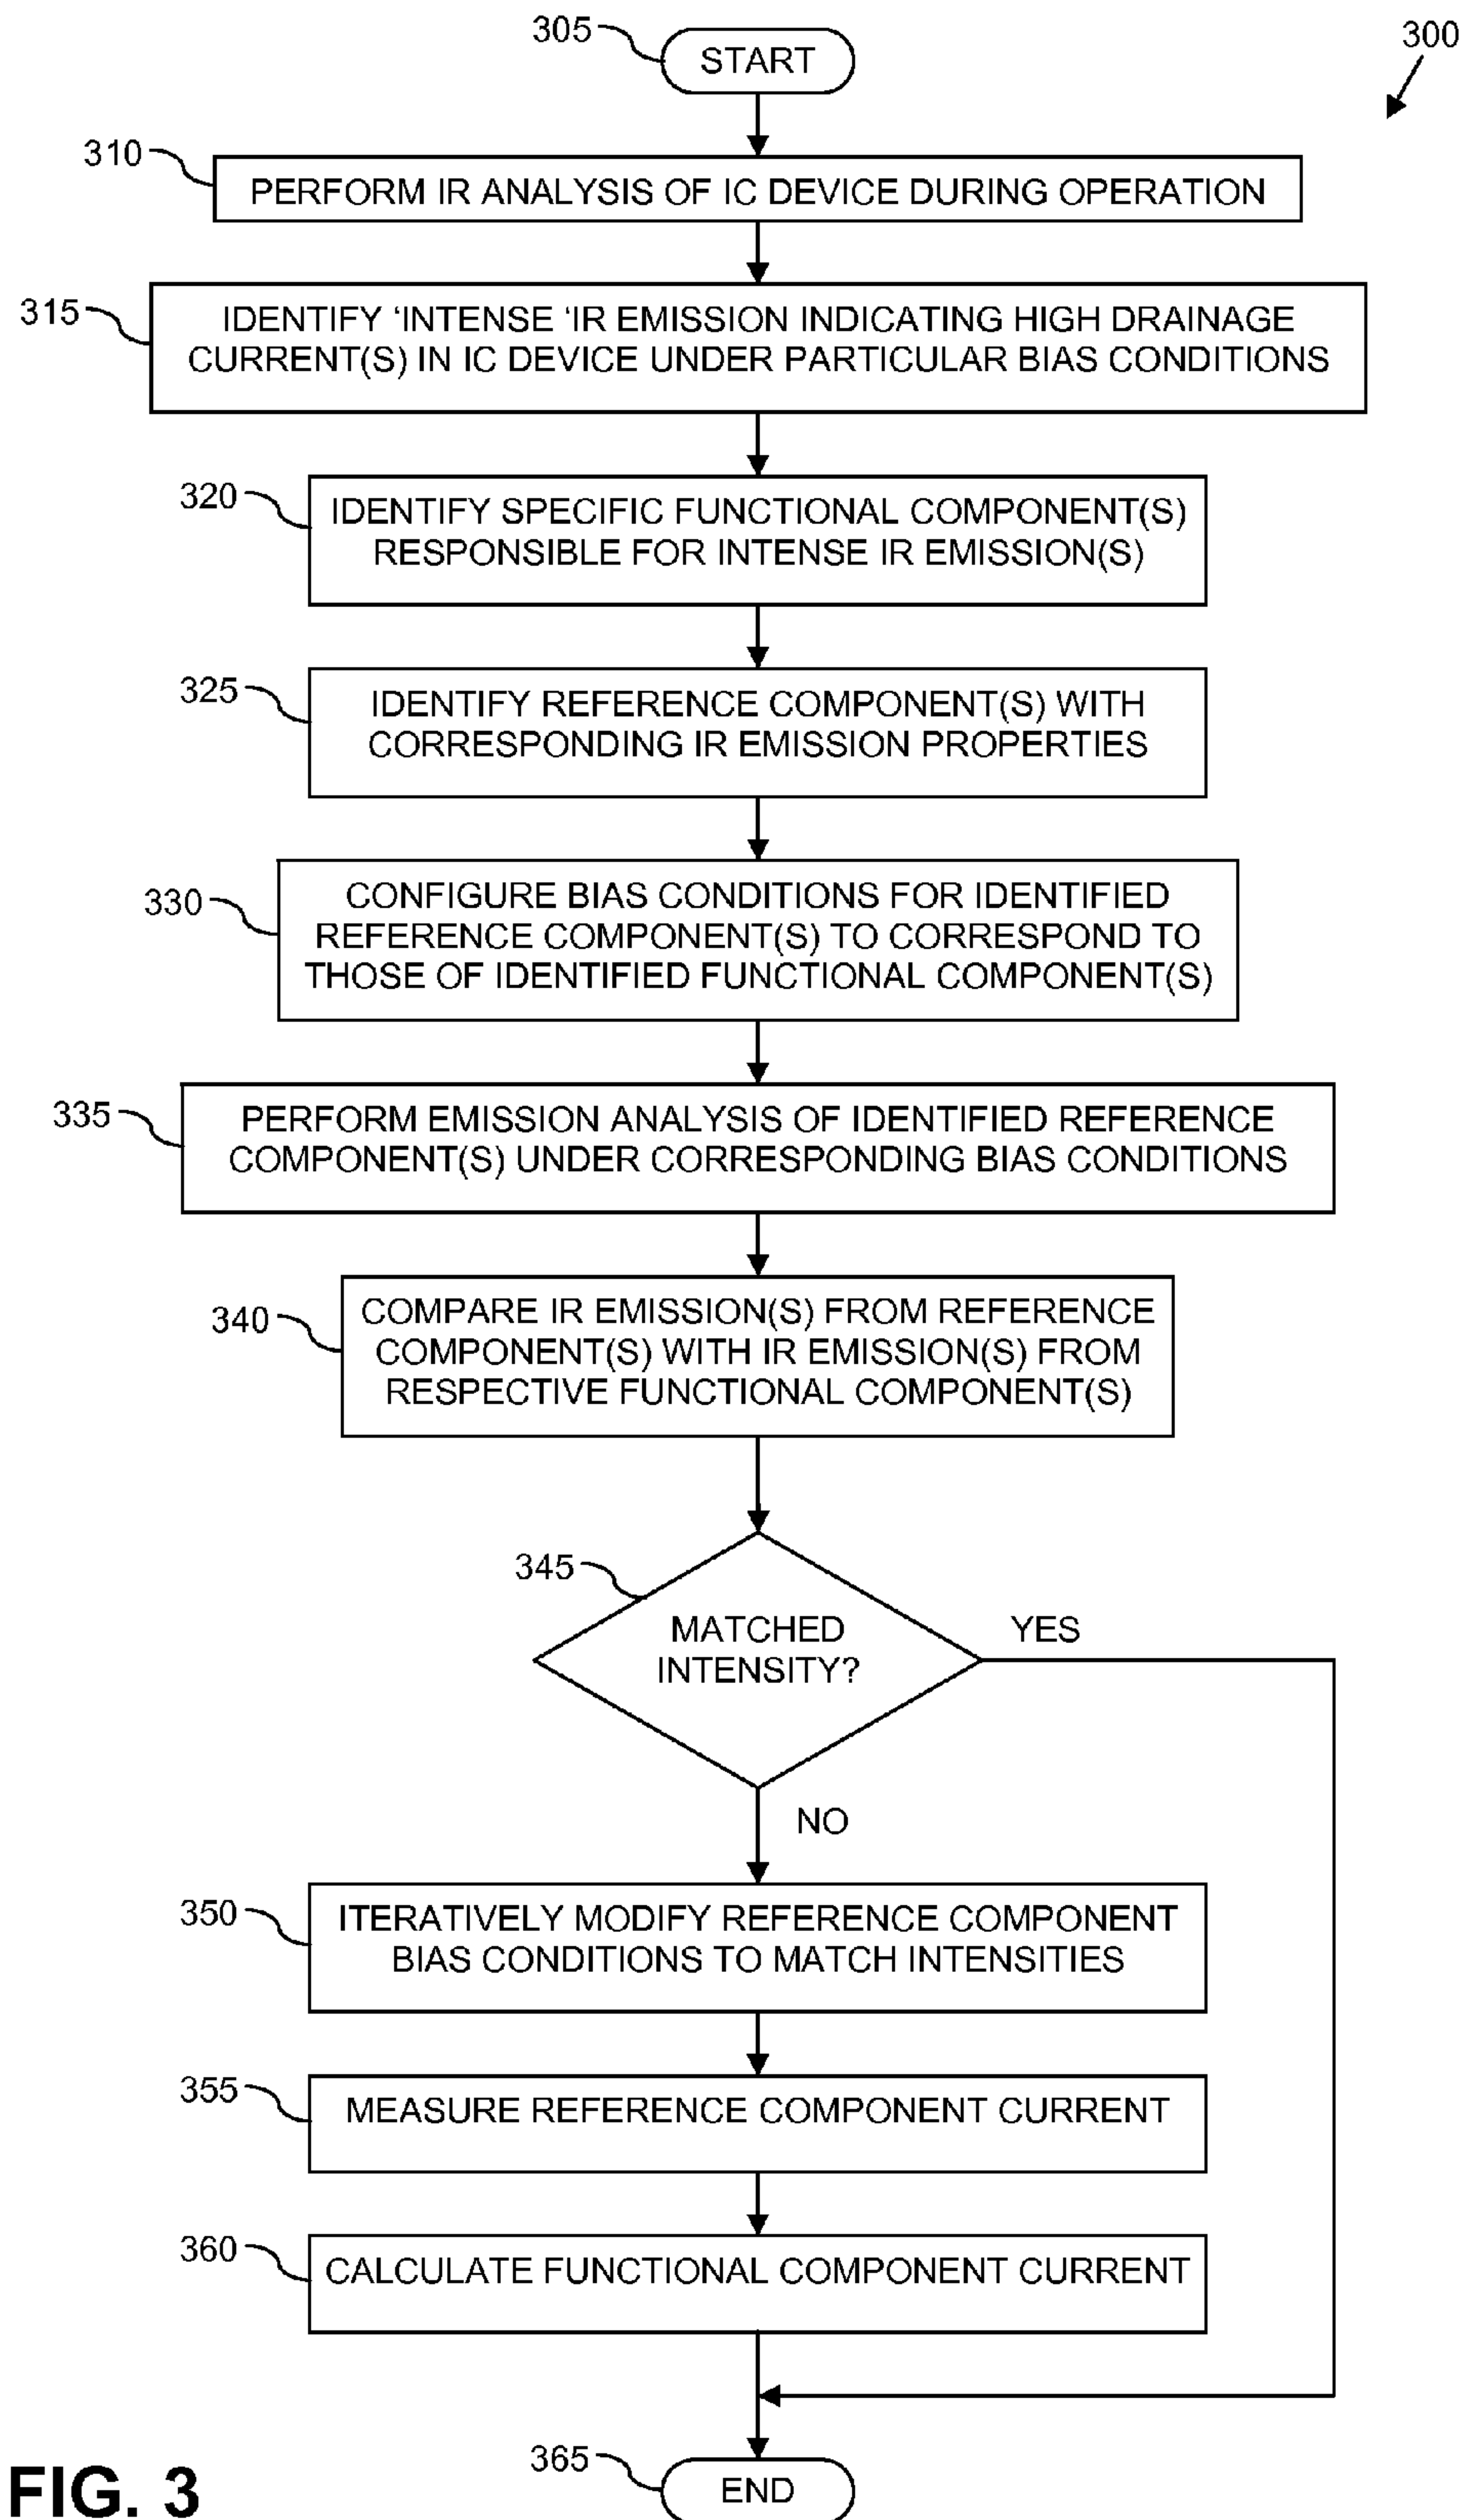 305
START
300
310
PERFORM IR ANALYSIS OF IC DEVICE DURING OPERATION
315
IDENTIFY ‘INTENSE ‘IR EMISSION INDICATING HIGH DRAINAGE
CURRENT(S) IN IC DEVICE UNDER PARTICULAR BIAS CONDITIONS
320
IDENTIFY SPECIFIC FUNCTIONAL COMPONENT(S)
RESPONSIBLE FOR INTENSE IR EMISSION(S)
325
IDENTIFY REFERENCE COMPONENT(S) WITH
CORRESPONDING IR EMISSION PROPERTIES
330
CONFIGURE BIAS CONDITIONS FOR IDENTIFIED
REFERENCE COMPONENT(S) TO CORRESPOND TO
THOSE OF IDENTIFIED FUNCTIONAL COMPONENT(S)
335
PERFORM EMISSION ANALYSIS OF IDENTIFIED REFERENCE
COMPONENT(S) UNDER CORRESPONDING BIAS CONDITIONS
340
COMPARE IR EMISSION(S) FROM REFERENCE
COMPONENT(S) WITH IR EMISSION(S) FROM
RESPECTIVE FUNCTIONAL COMPONENT(S)
345
MATCHED
INTENSITY?
YES
NO
350
ITERATIVELY MODIFY REFERENCE COMPONENT
BIAS CONDITIONS TO MATCH INTENSITIES
355
MEASURE REFERENCE COMPONENT CURRENT
360
CALCULATE FUNCTIONAL COMPONENT CURRENT
365
END
FIG. 3